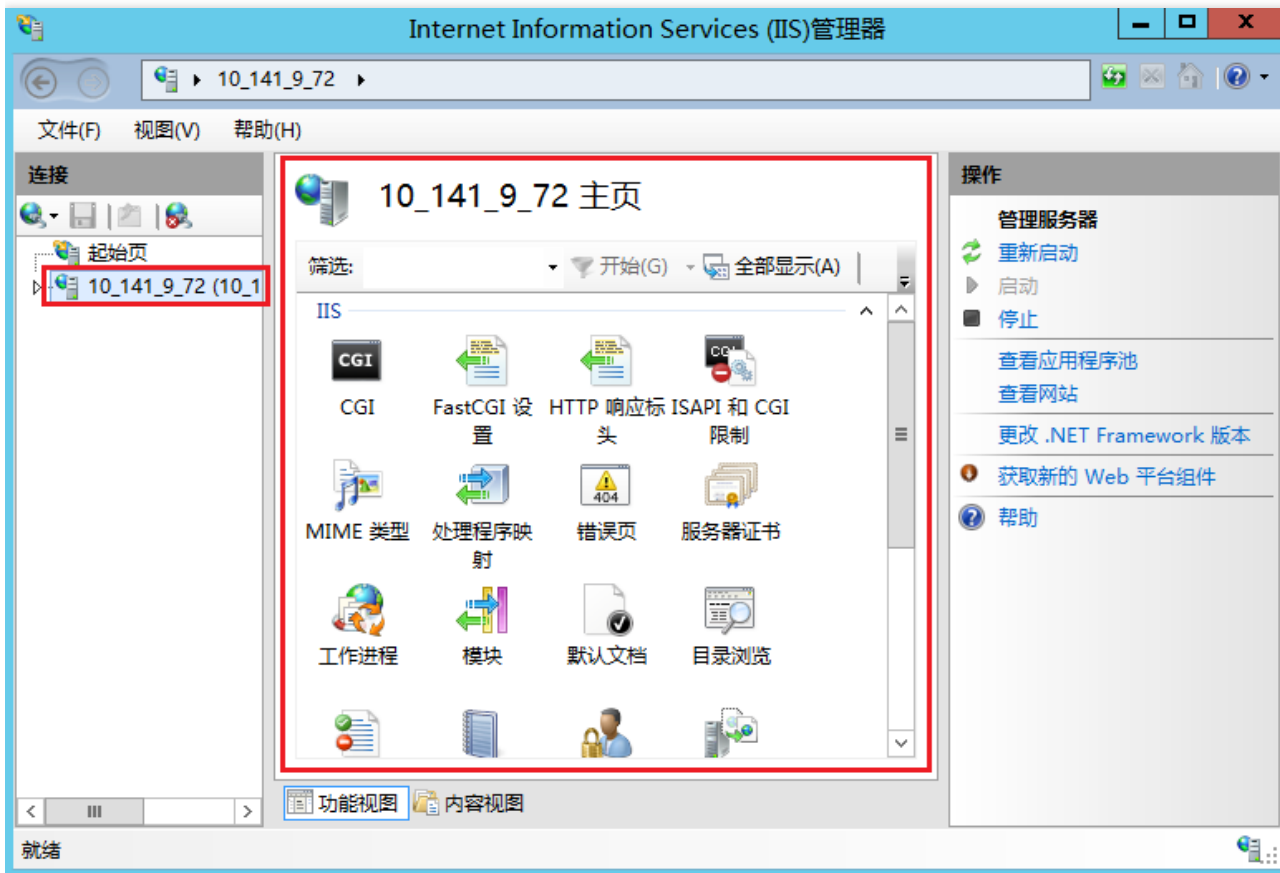 Internet Information Services (IIS)管理器
10_141_9_72
文件(F) 视图(V) 帮助(H)
连接
起始页
10_141_9_72 (10_1
10_141_9_72 主页
筛选: 开始(G) 全部显示(A)
IIS
CGI
CGI
FastCGI 设
置
HTTP 响应标
头
CGI
ISAPI 和 CGI
限制
MIME 类型
处理程序映
射
404
错误页
服务器证书
工作进程
模块
默认文档
目录浏览
功能视图 内容视图
操作
管理服务器
重新启动
启动
停止
查看应用程序池
查看网站
更改 .NET Framework 版本
获取新的 Web 平台组件
帮助
就绪